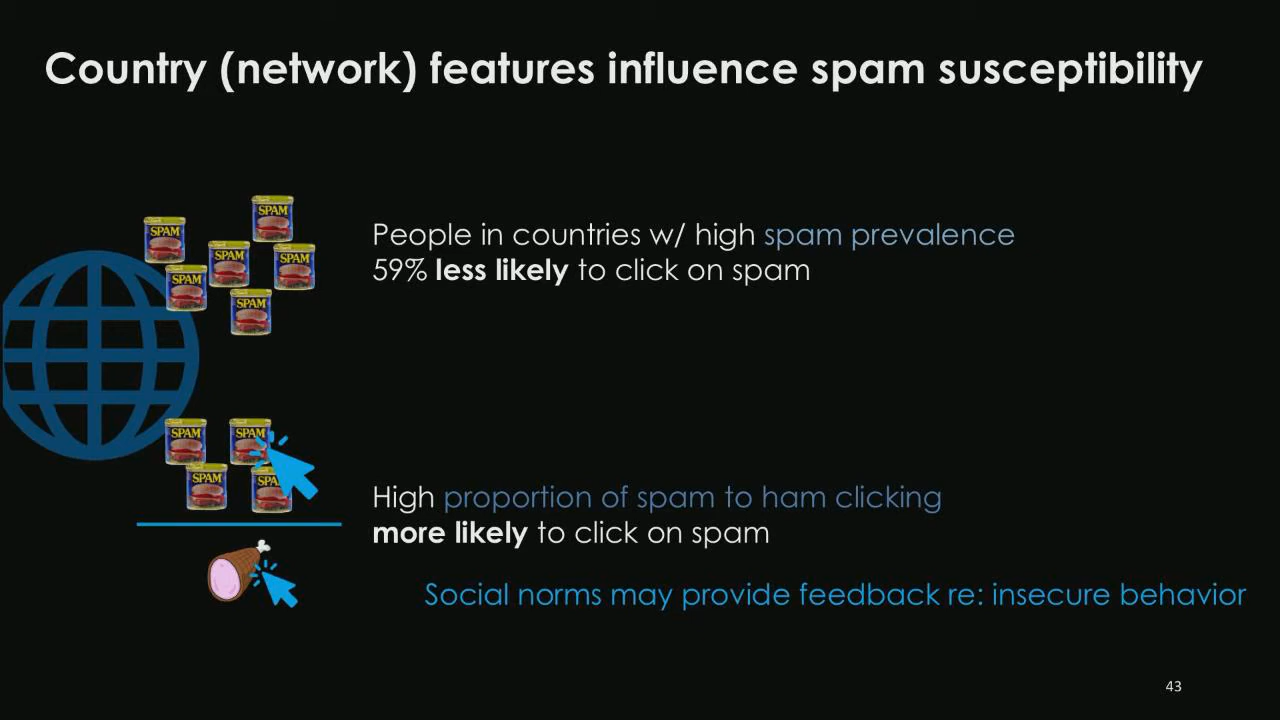 Country (network) features influence spam susceptibility
SPAM
SPAM
SPAM
SPAM
SPAM
SPAM
People in countries w/ high spam prevalence
59% less likely to click on spam
SPAM
SPAM
SPAM
SPA
High proportion of spam to ham clicking
more likely to click on spam
Social norms may provide feedback re: insecure behavior
43